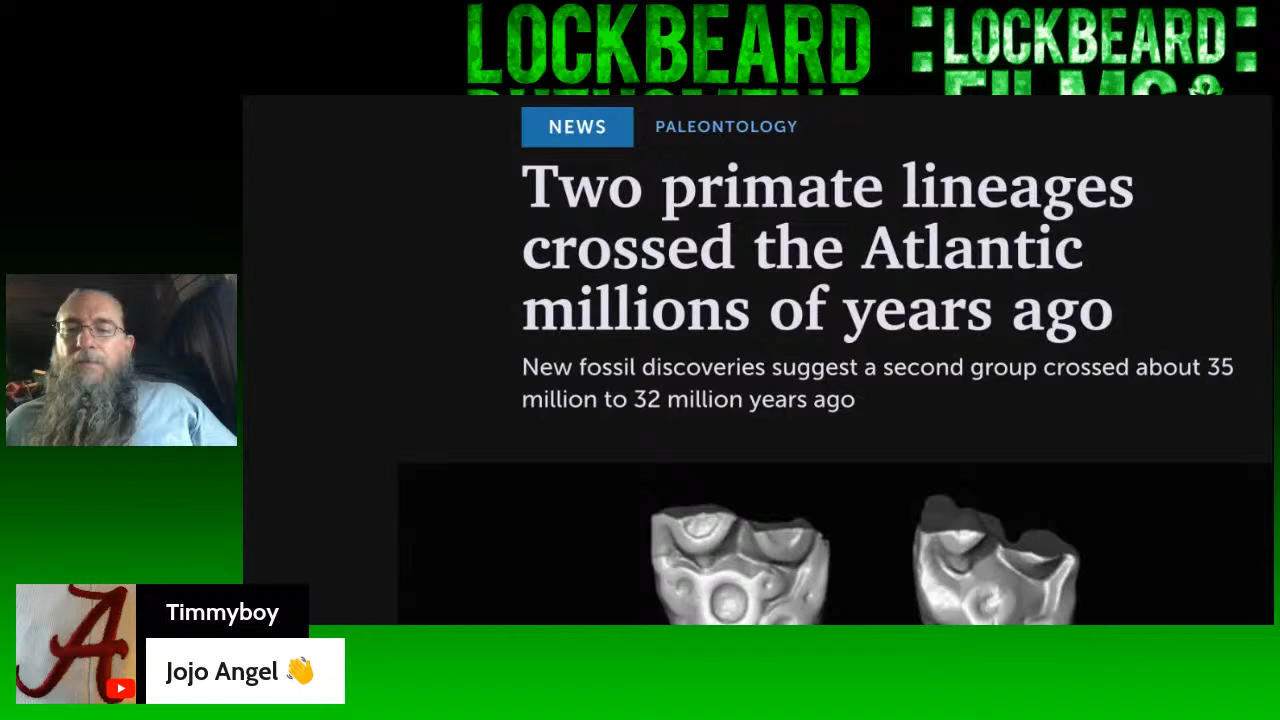 LOCKBEARD
LOCKBEARD
FILMS
NEWS PALEONTOLOGY
Two primate lineages
crossed the Atlantic
millions of years ago
New fossil discoveries suggest a second group crossed about 35
million to 32 million years ago
Timmyboy
Jojo Angel 👋
A